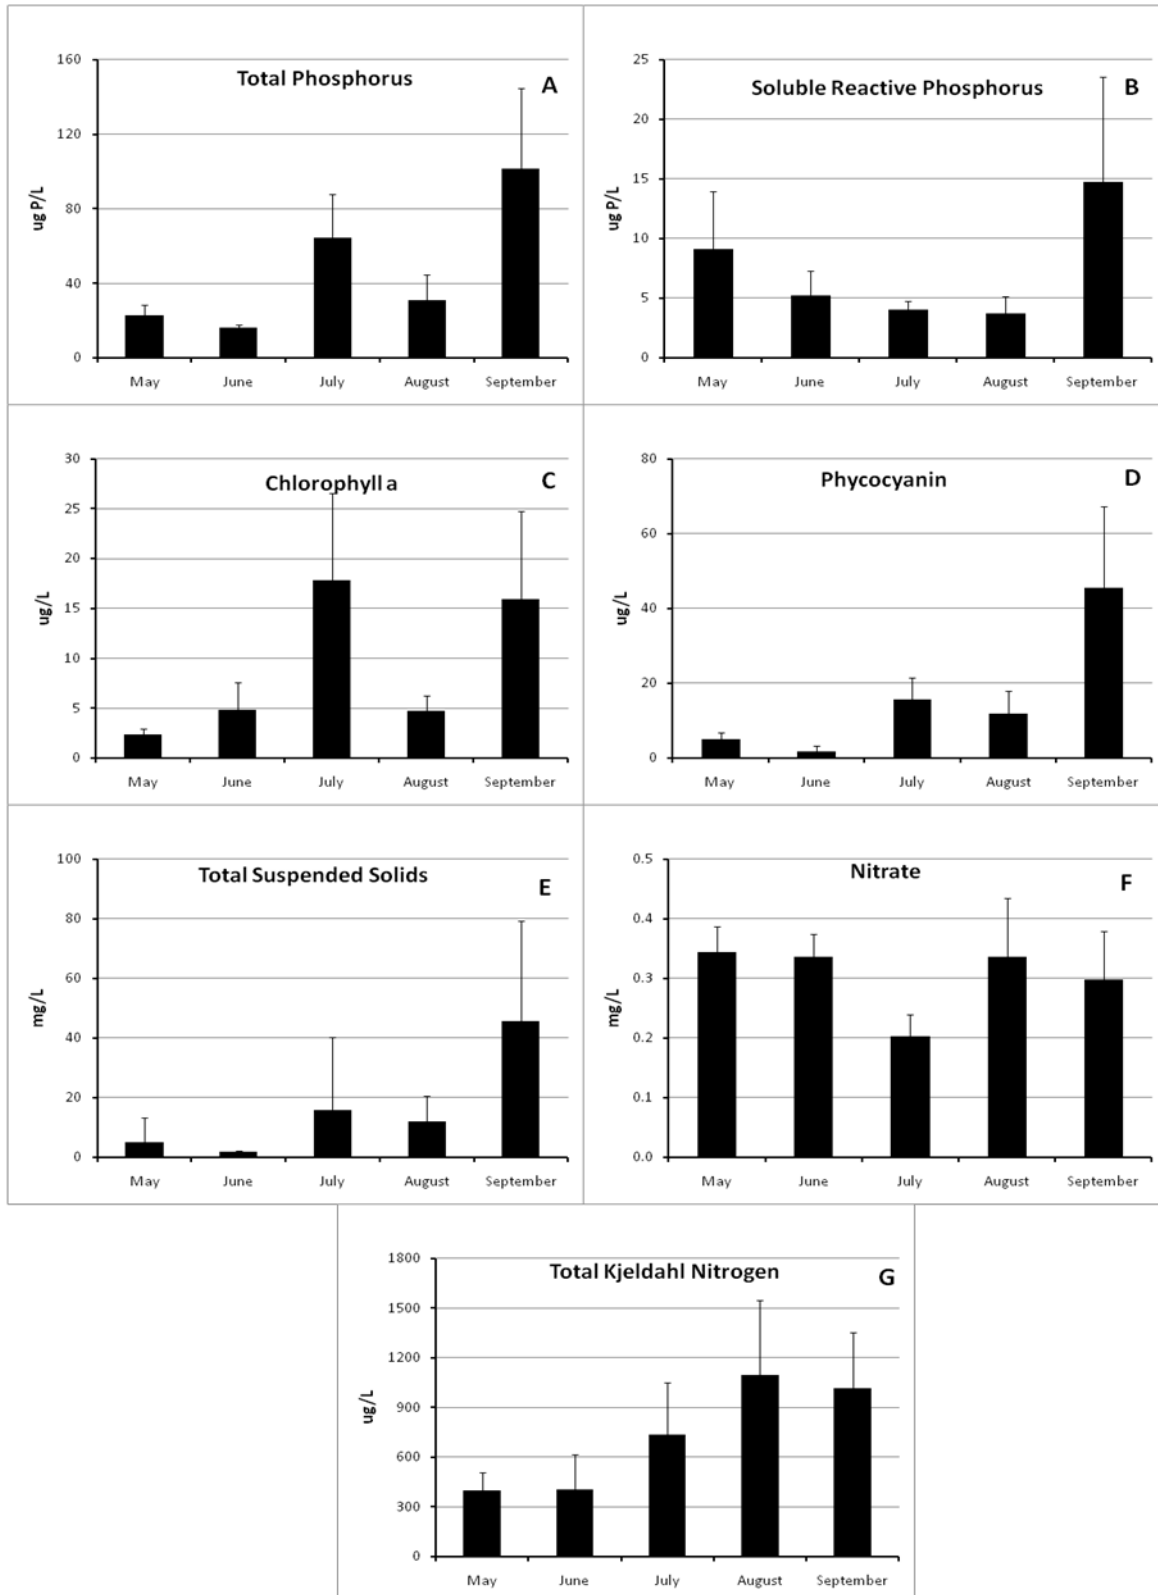 Total Phosphorus
A
ug P/L
160
120
80
40
0
May June July August September
Soluble Reactive Phosphorus
B
ug P/L
25
20
15
10
5
0
May June July August September
Chlorophyll a
C
ug/L
30
25
20
15
10
5
0
May June July August September
Phycocyanin
D
ug/L
80
60
40
20
0
May June July August September
Total Suspended Solids
E
mg/L
100
80
60
40
20
0
May June July August September
Nitrate
F
mg/L
0.5
0.4
0.3
0.2
0.1
0.0
May June July August September
Total Kjeldahl Nitrogen
G
ug/L
1800
1500
1200
900
600
300
0
May June July August September